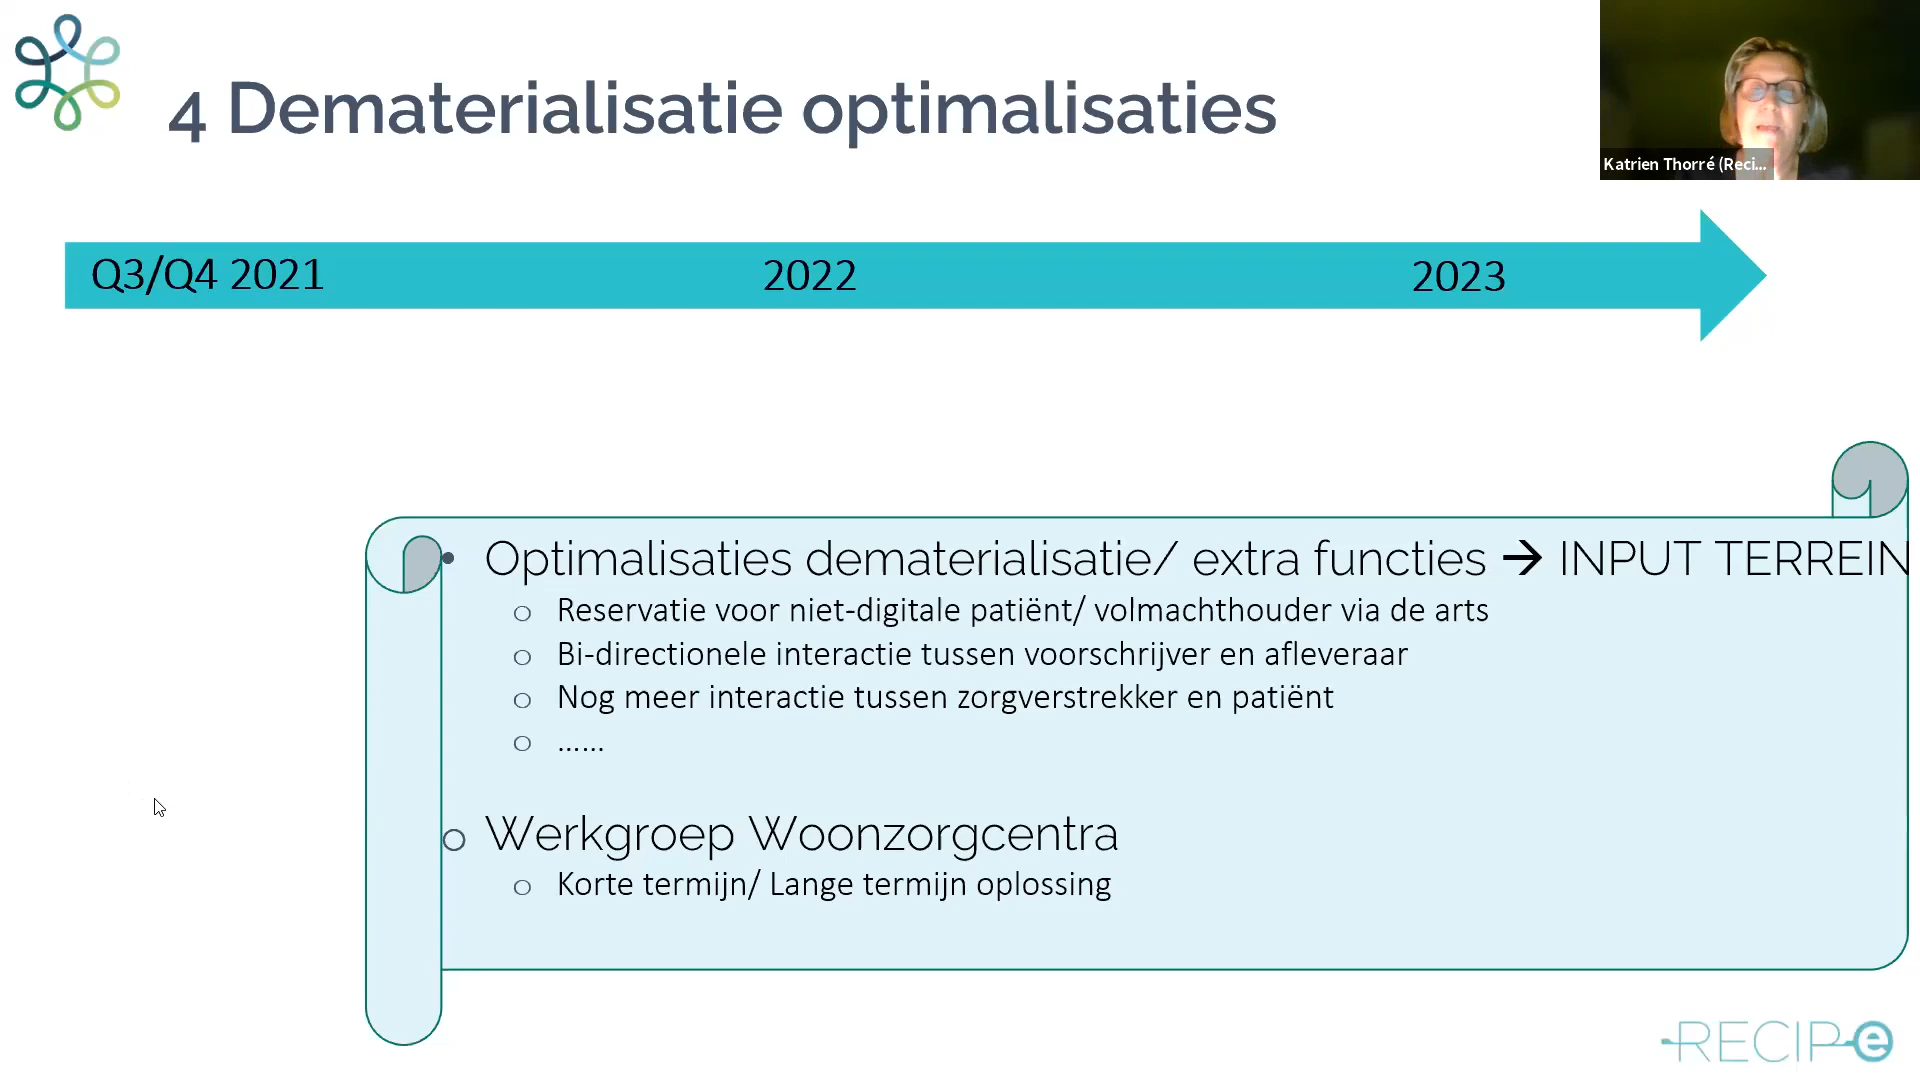 4 Dematerialisatie optimalisaties
Katrien Thorré (Reci...
Q3/Q4 2021 2022 2023
• Optimalisaties dematerialisatie/ extra functies → INPUT TERREIN
o Reservatie voor niet-digitale patiënt/ volmachthouder via de arts
o Bi-directionele interactie tussen voorschrijver en afleveraar
o Nog meer interactie tussen zorgverstrekker en patiënt
o ......
o Werkgroep Woonzorgcentra
o Korte termijn/ Lange termijn oplossing
RECIP-e